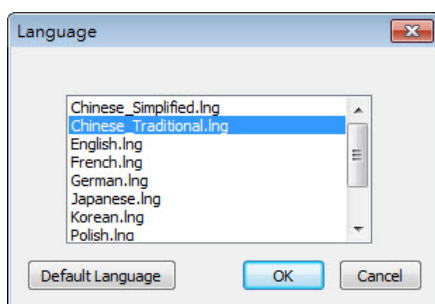 Language
Chinese_Simplified.lng
Chinese_Traditional.lng
English.lng
French.lng
German.lng
Japanese.lng
Korean.lng
Polish.lng
Default Language
OK
Cancel